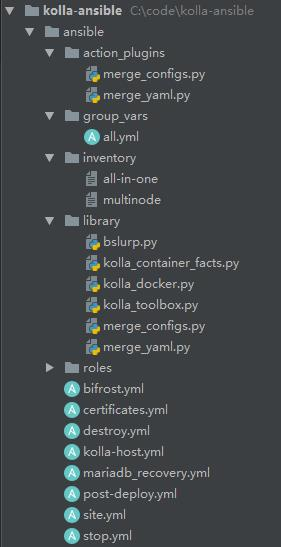 kolla-ansible C:\code\kolla-ansible
ansible
action_plugins
merge_configs.py
merge_yaml.py
group_vars
all.yml
inventory
all-in-one
multinode
library
bslurp.py
kolla_container_facts.py
kolla_docker.py
kolla_toolbox.py
merge_configs.py
merge_yaml.py
roles
bifrost.yml
certificates.yml
destroy.yml
kolla-host.yml
mariadb_recovery.yml
post-deploy.yml
site.yml
stop.yml